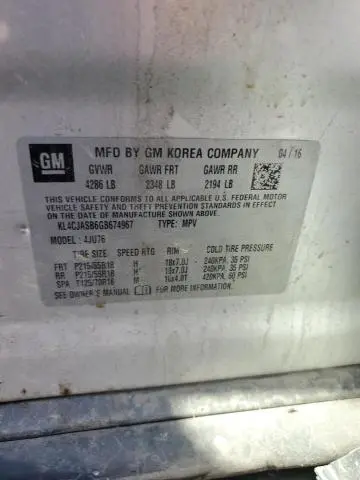 GM
MFD BY GM KOREA COMPANY 04/16
GVWR GAWR FRT GAWR RR
4286 LB 2348 LB 2194 LB
THIS VEHICLE CONFORMS TO ALL APPLICABLE U.S. FEDERAL MOTOR
VEHICLE SAFETY AND THEFT PREVENTION STANDARDS IN EFFECT
ON THE DATE OF MANUFACTURE SHOWN ABOVE.
KL4CJASB6GB674967 TYPE: MPV
MODEL: 4JU76
TIRE SIZE SPEED RTG RIM COLD TIRE PRESSURE
FRT P215/55R18 H 18x7.0J 240KPA, 35 PSI
RR P215/55R18 H 18x7.0J 240KPA, 35 PSI
SPA T125/70R16 M 16x4.0T 420KPA, 60 PSI
SEE OWNER'S MANUAL FOR ADDITIONAL INFORMATION